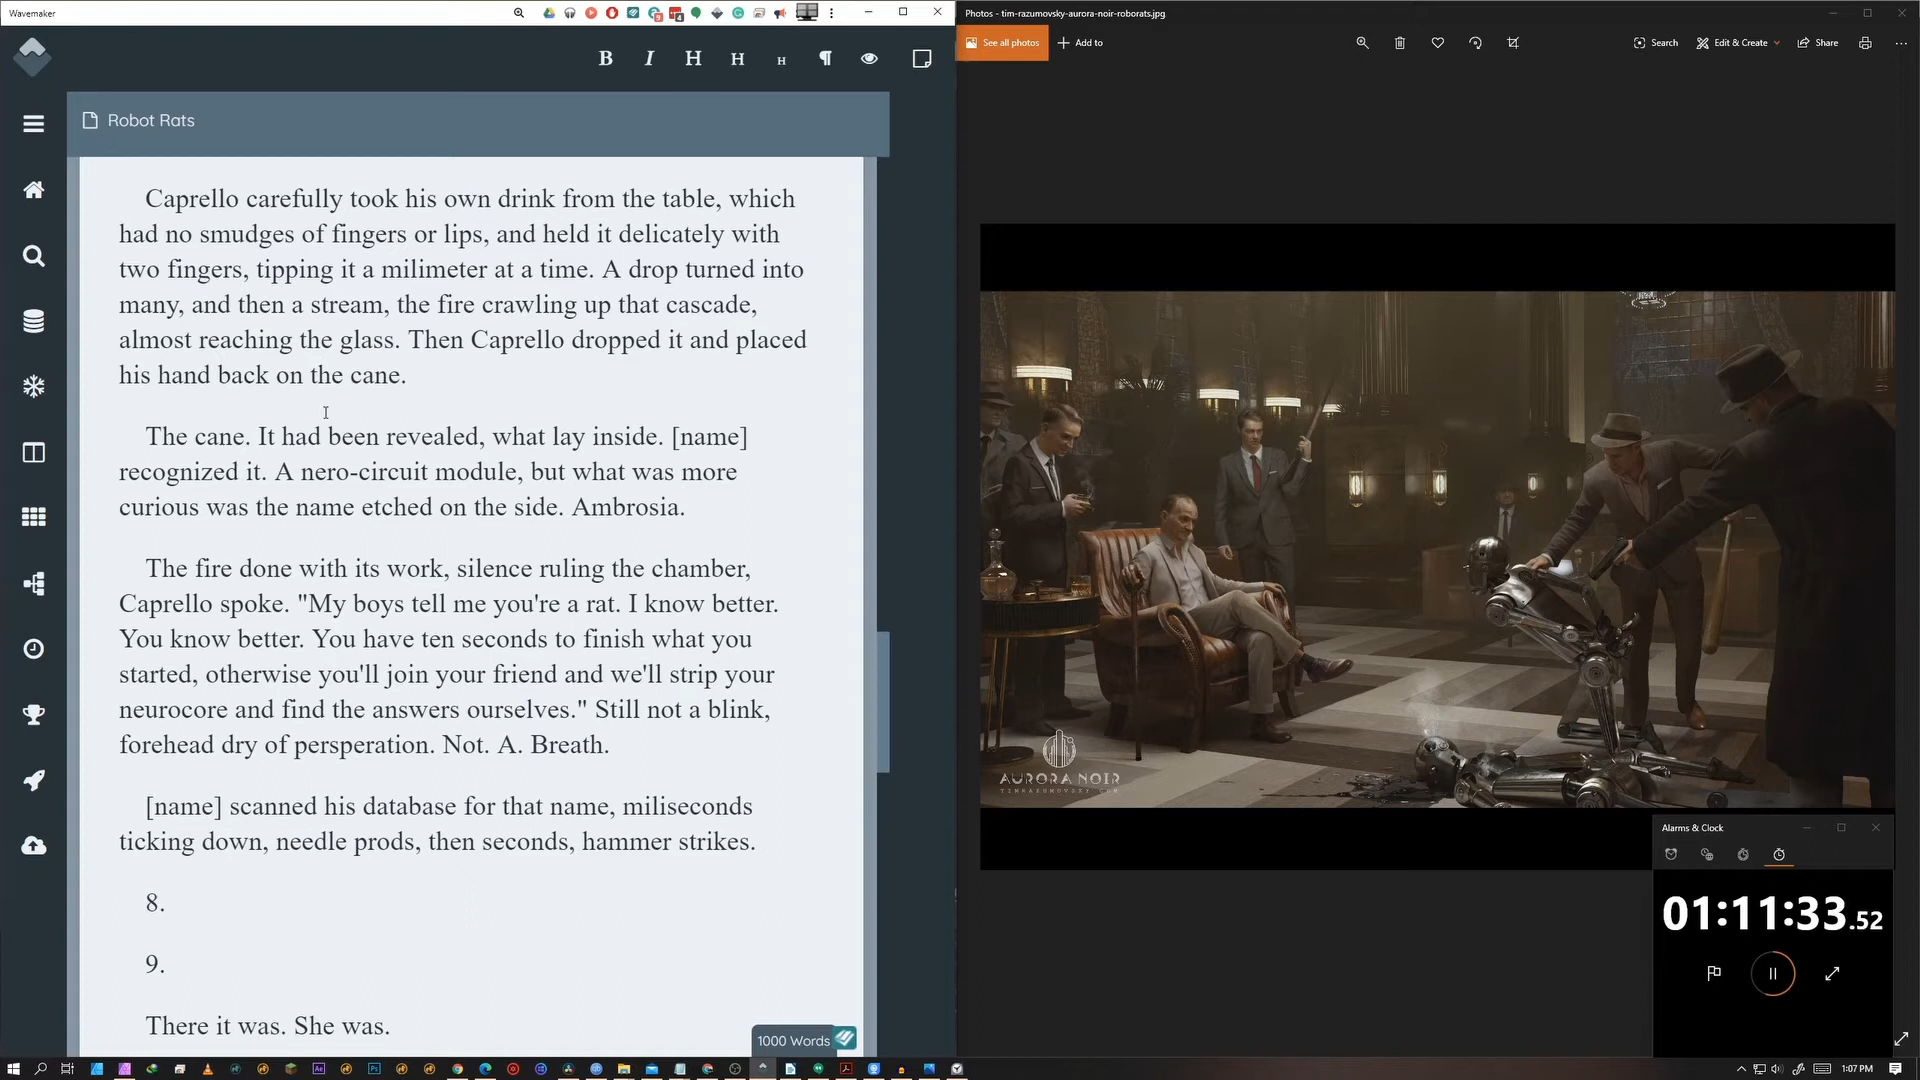 Wavemaker
Photos - tim-razumovsky-aurora-noir-roborats.jpg
See all photos
Add to
Search
Edit & Create
Share
B I H H H ¶
Robot Rats
Caprello carefully took his own drink from the table, which
had no smudges of fingers or lips, and held it delicately with
two fingers, tipping it a milimeter at a time. A drop turned into
many, and then a stream, the fire crawling up that cascade,
almost reaching the glass. Then Caprello dropped it and placed
his hand back on the cane.
The cane. It had been revealed, what lay inside. [name]
recognized it. A nero-circuit module, but what was more
curious was the name etched on the side. Ambrosia.
The fire done with its work, silence ruling the chamber,
Caprello spoke. "My boys tell me you're a rat. I know better.
You know better. You have ten seconds to finish what you
started, otherwise you'll join your friend and we'll strip your
neurocore and find the answers ourselves." Still not a blink,
forehead dry of persperation. Not. A. Breath.
[name] scanned his database for that name, miliseconds
ticking down, needle prods, then seconds, hammer strikes.
8.
9.
There it was. She was.
1000 Words
AURORA NOIR
TIMRAZUMOVSKY.COM
Alarms & Clock
01:11:33.52
1:07 PM